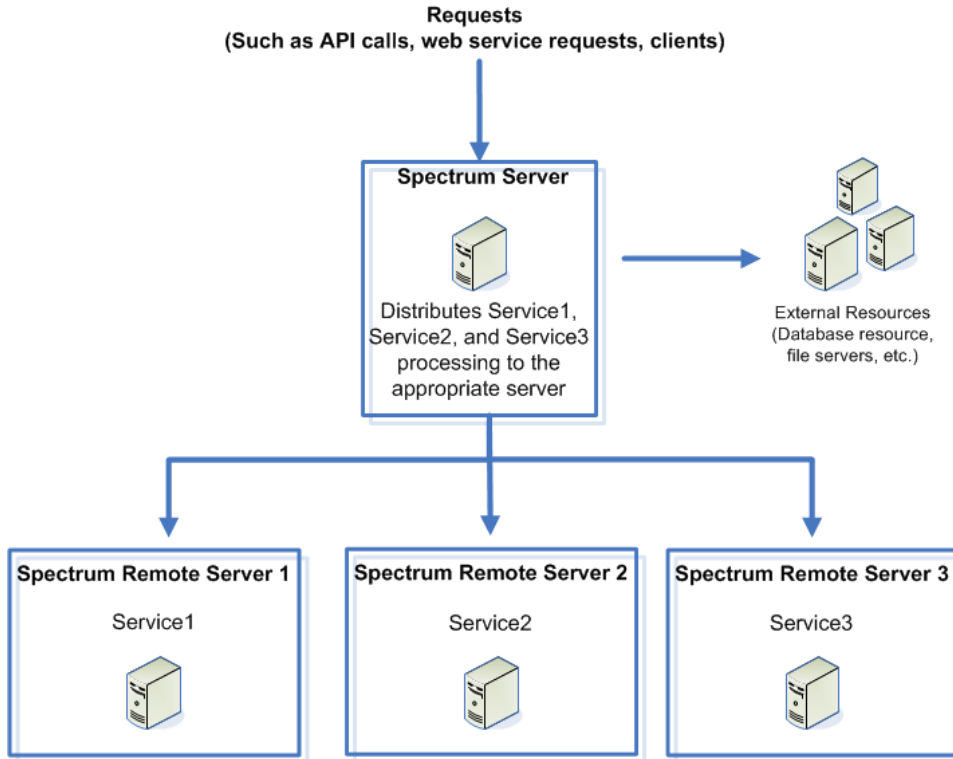 Requests
(Such as API calls, web service requests, clients)
Spectrum Server
Distributes Service1,
Service2, and Service3
processing to the
appropriate server
External Resources
(Database resource,
file servers, etc.)
Spectrum Remote Server 1
Service1
Spectrum Remote Server 2
Service2
Spectrum Remote Server 3
Service3